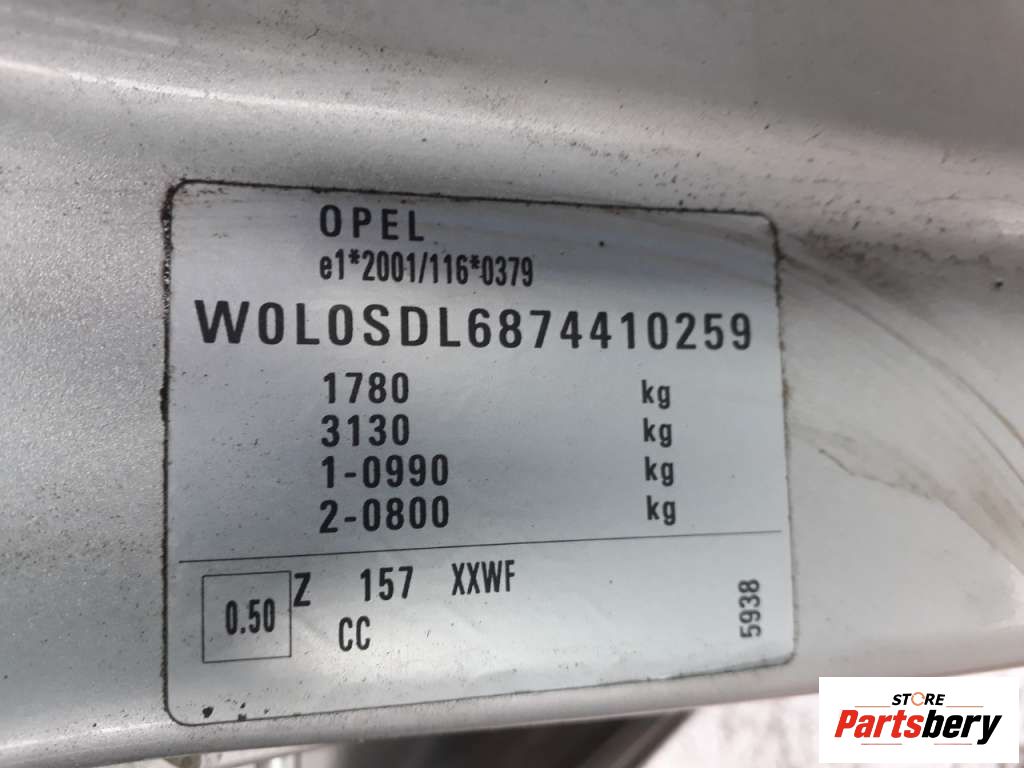 OPEL
e1*2001/116*0379
W0L0SDL6874410259
1780 kg
3130 kg
1-0990 kg
2-0800 kg
0.50 Z 157 XXWF
CC
5938
STORE
Partsbery